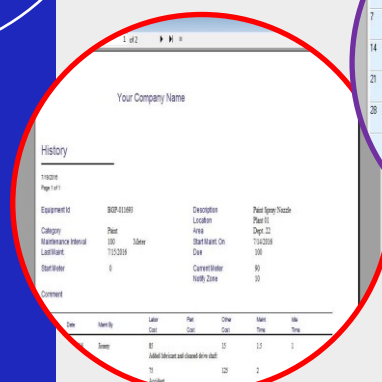 7
14
21
28
1 of 2
Your Company Name
History
7/19/2016
Page 1 of 1
Equipment Id BGP-011693 Description Paint Spray Nozzle
Location Plant 01
Category Paint Area Dept. 22
Maintenance Interval 100 Meter Start Maint. On 7/14/2016
Last Maint. 7/15/2016 Due 100
Start Meter 0 Current Meter 90
Notify Zone 10
Comment
Date Maint By Labor Cost Part Cost Other Cost Maint Time Idle Time
Jimmy 85 15 1.5 2
Added lubricant and cleaned drive shaft
75 125 2
Accident